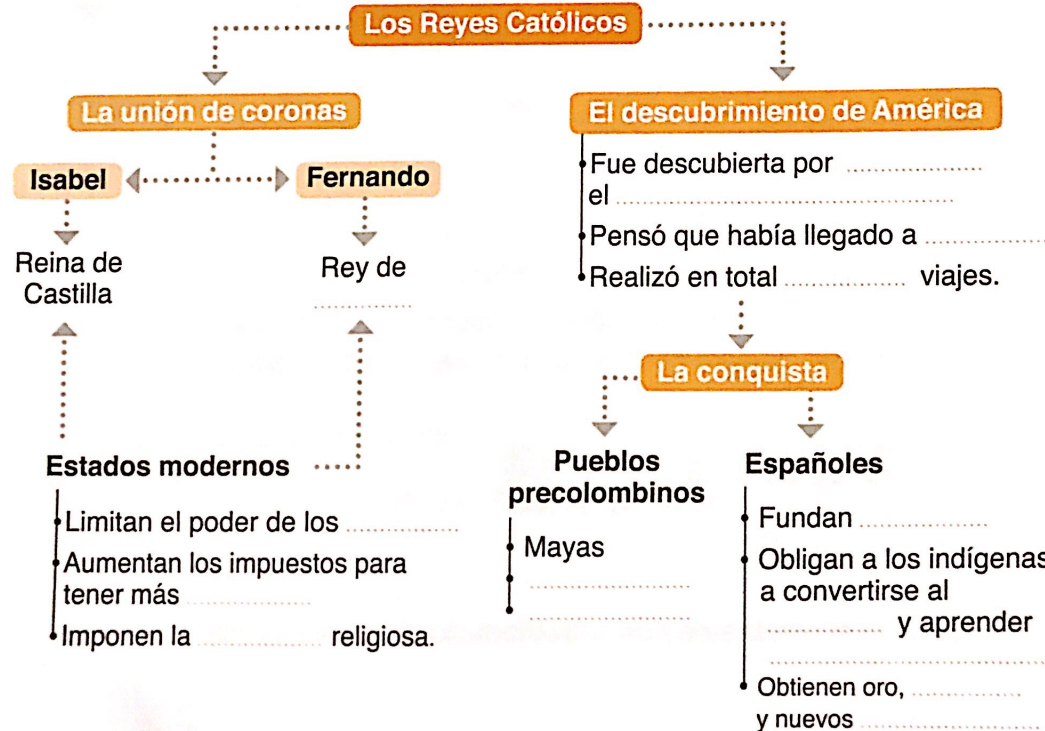 Los Reyes Católicos
La unión de coronas
Isabel
Fernando
Reina de
Castilla
Rey de
....................
Estados modernos
Limitan el poder de los ....................
Aumentan los impuestos para
tener más ....................
Imponen la .................... religiosa.
El descubrimiento de América
Fue descubierta por ....................
el ....................
Pensó que había llegado a ....................
Realizó en total .................... viajes.
La conquista
Pueblos
precolombinos
Mayas
....................
....................
Españoles
Fundan ....................
Obligan a los indígenas
a convertirse al
.................... y aprender
....................
Obtienen oro, ....................
y nuevos ....................